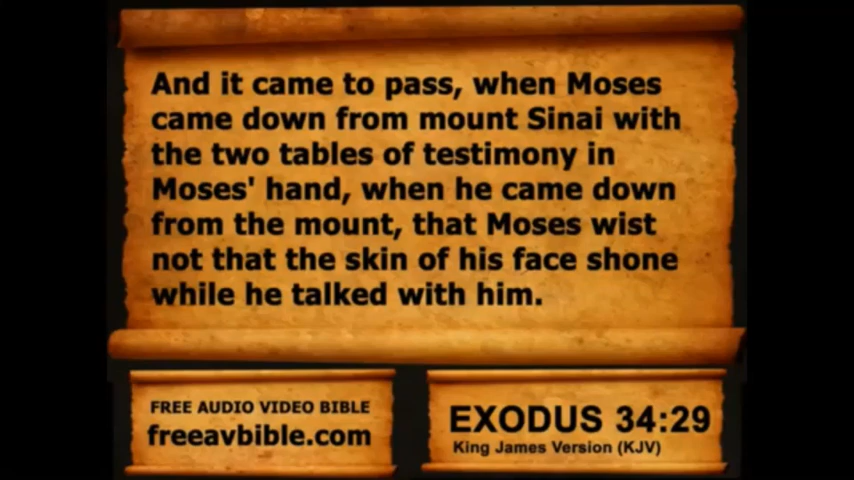 And it came to pass, when Moses
came down from mount Sinai with
the two tables of testimony in
Moses' hand, when he came down
from the mount, that Moses wist
not that the skin of his face shone
while he talked with him.
FREE AUDIO VIDEO BIBLE
freeavbible.com
EXODUS 34:29
King James Version (KJV)